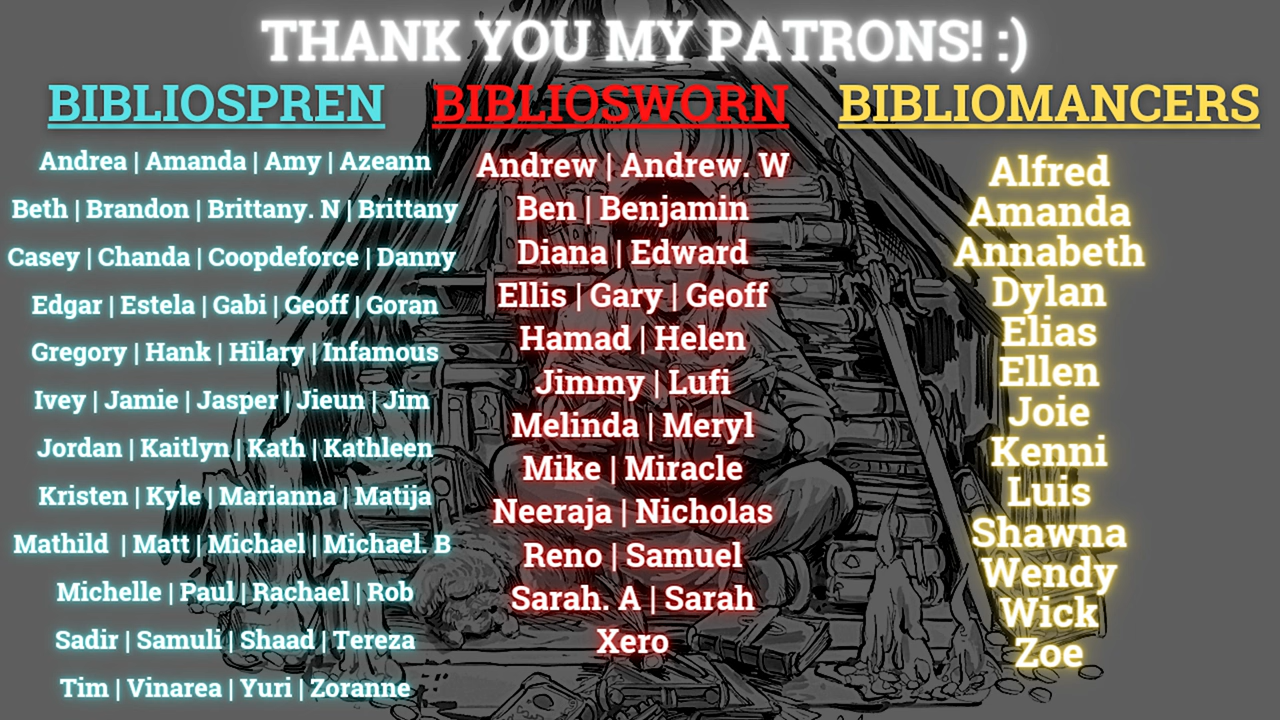 THANK YOU MY PATRONS! :)
BIBLIOSPREN
Andrea | Amanda | Amy | Azeann
Beth | Brandon | Brittany. N | Brittany
Casey | Chanda | Coopdeforce | Danny
Edgar | Estela | Gabi | Geoff | Goran
Gregory | Hank | Hilary | Infamous
Ivey | Jamie | Jasper | Jieun | Jim
Jordan | Kaitlyn | Kath | Kathleen
Kristen | Kyle | Marianna | Matija
Mathild | Matt | Michael | Michael. B
Michelle | Paul | Rachael | Rob
Sadir | Samuli | Shaad | Tereza
Tim | Vinarea | Yuri | Zoranne
BIBLIOSWORN
Andrew | Andrew. W
Ben | Benjamin
Diana | Edward
Ellis | Gary | Geoff
Hamad | Helen
Jimmy | Lufi
Melinda | Meryl
Mike | Miracle
Neeraja | Nicholas
Reno | Samuel
Sarah. A | Sarah
Xero
BIBLIOMANCERS
Alfred
Amanda
Annabeth
Dylan
Elias
Ellen
Joie
Kenni
Luis
Shawna
Wendy
Wick
Zoe